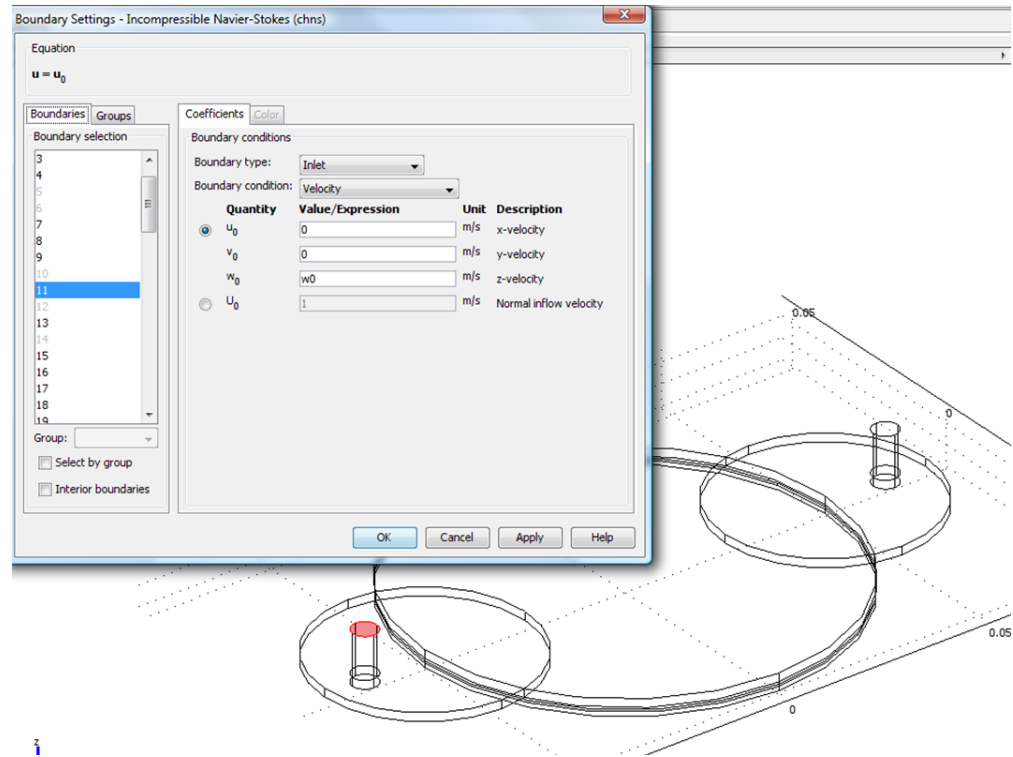 Boundary Settings - Incompressible Navier-Stokes (chns)
Equation
u = u0
Boundaries Groups
Boundary selection
3
4
5
6
7
8
9
10
11
12
13
14
15
16
17
18
19
Group:
Select by group
Interior boundaries
Coefficients Color
Boundary conditions
Boundary type: Inlet
Boundary condition: Velocity
Quantity Value/Expression Unit Description
u0 0 m/s x-velocity
v0 0 m/s y-velocity
w0 w0 m/s z-velocity
U0 1 m/s Normal inflow velocity
OK Cancel Apply Help
0.05
0
0.05
0
z